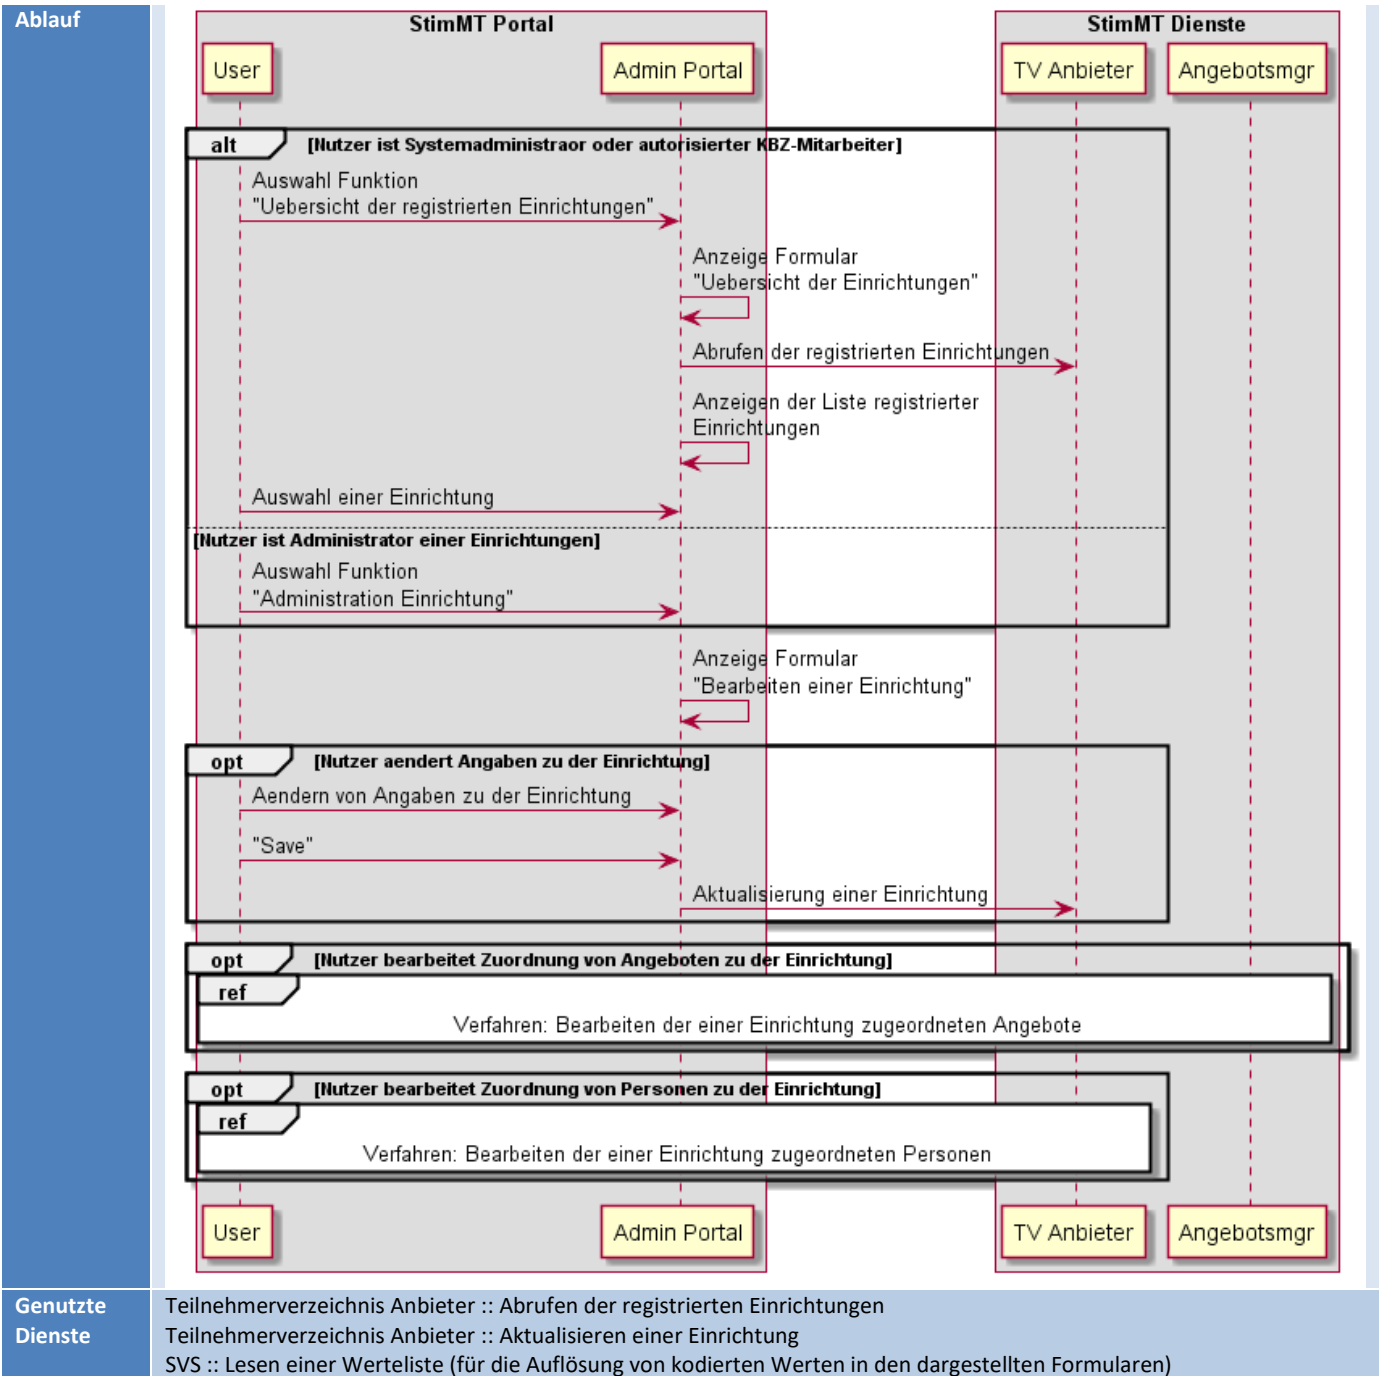 Ablauf
StimMT Portal
StimMT Dienste
User
Admin Portal
TV Anbieter
Angebotsmgr
alt
[Nutzer ist Systemadministraor oder autorisierter KBZ-Mitarbeiter]
Auswahl Funktion
"Uebersicht der registrierten Einrichtungen"
Anzeige Formular
"Uebersicht der Einrichtungen"
Abrufen der registrierten Einrichtungen
Anzeigen der Liste registrierter
Einrichtungen
Auswahl einer Einrichtung
[Nutzer ist Administrator einer Einrichtungen]
Auswahl Funktion
"Administration Einrichtung"
Anzeige Formular
"Bearbeiten einer Einrichtung"
opt
[Nutzer aendert Angaben zu der Einrichtung]
Aendern von Angaben zu der Einrichtung
"Save"
Aktualisierung einer Einrichtung
opt
[Nutzer bearbeitet Zuordnung von Angeboten zu der Einrichtung]
ref
Verfahren: Bearbeiten der einer Einrichtung zugeordneten Angebote
opt
[Nutzer bearbeitet Zuordnung von Personen zu der Einrichtung]
ref
Verfahren: Bearbeiten der einer Einrichtung zugeordneten Personen
User
Admin Portal
TV Anbieter
Angebotsmgr
Genutzte
Dienste
Teilnehmerverzeichnis Anbieter :: Abrufen der registrierten Einrichtungen
Teilnehmerverzeichnis Anbieter :: Aktualisieren einer Einrichtung
SVS :: Lesen einer Werteliste (für die Auflösung von kodierten Werten in den dargestellten Formularen)